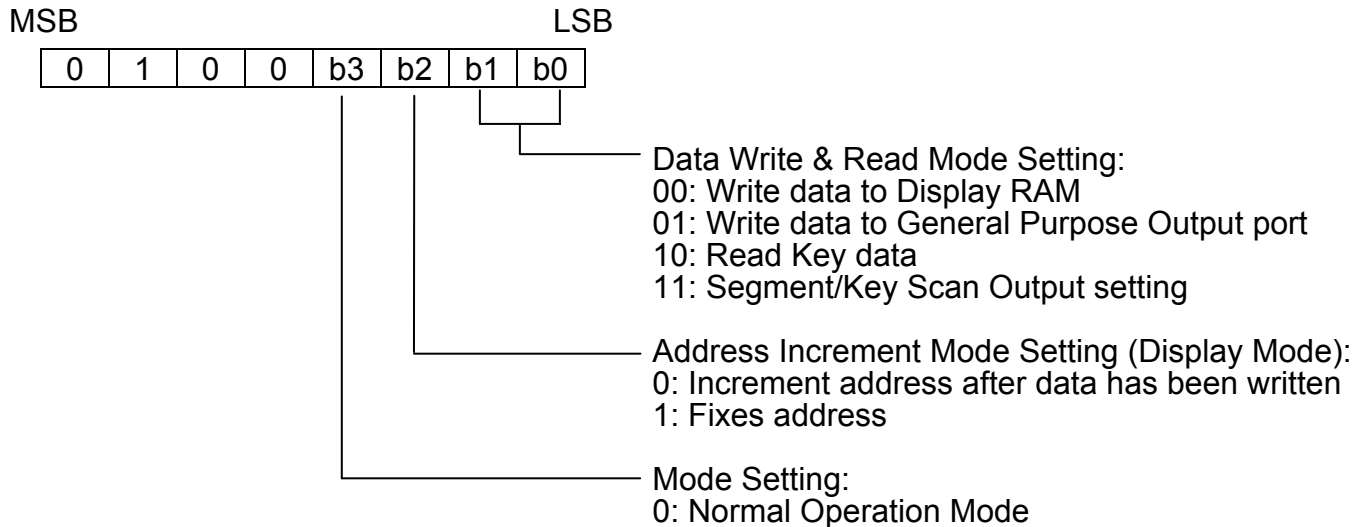 MSB LSB
0 1 0 0 b3 b2 b1 b0
Data Write & Read Mode Setting:
00: Write data to Display RAM
01: Write data to General Purpose Output port
10: Read Key data
11: Segment/Key Scan Output setting
Address Increment Mode Setting (Display Mode):
0: Increment address after data has been written
1: Fixes address
Mode Setting:
0: Normal Operation Mode